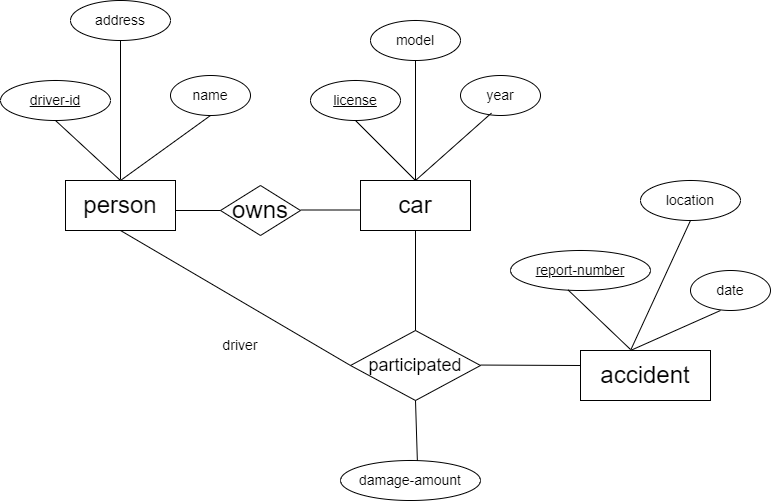 address
model
driver-id
name
license
year
person
owns
car
location
report-number
date
driver
participated
accident
damage-amount